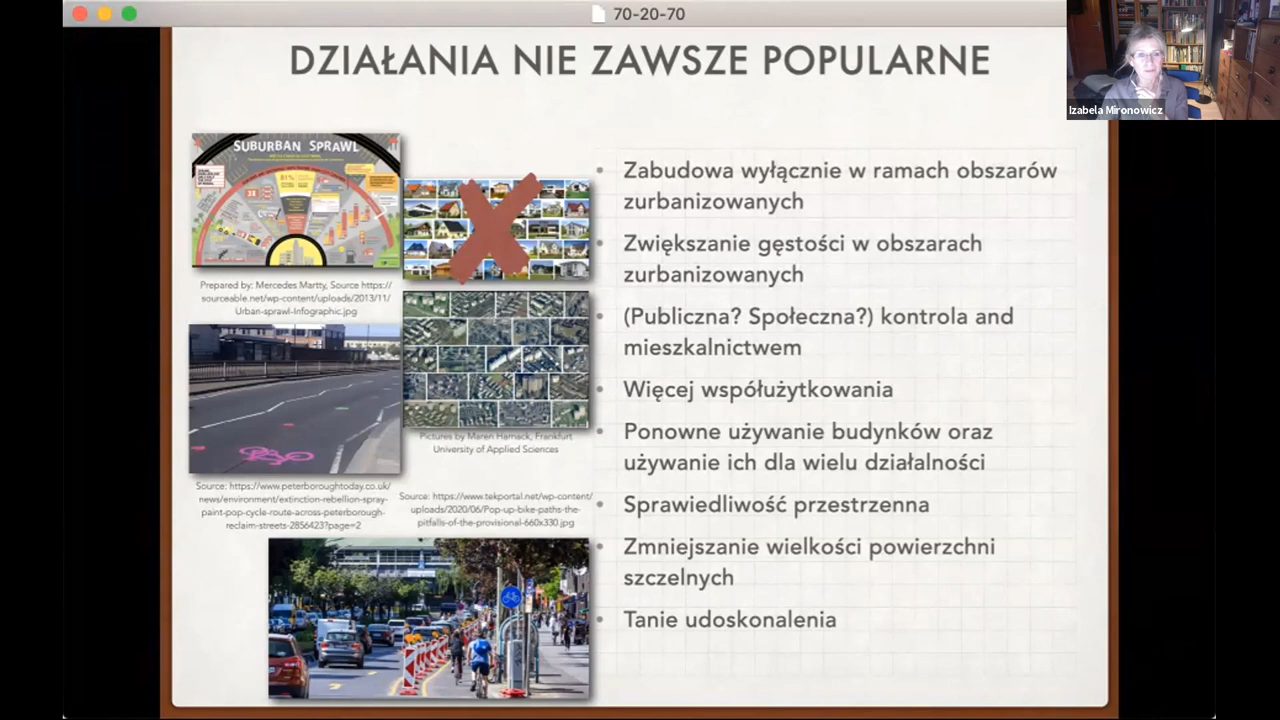 70-20-70
Izabela Mironowicz
DZIAŁANIA NIE ZAWSZE POPULARNE
SUBURBAN SPRAWL
81%
Prepared by: Mercedes Martty, Source https://
sourceable.net/wp-content/uploads/2013/11/
Urban-sprawl-Infographic.jpg
Pictures by Maren Harnack, Frankfurt
University of Applied Sciences
Source: https://www.peterboroughtoday.co.uk/
news/environment/extinction-rebellion-spray-
paint-pop-cycle-route-across-peterborough-
reclaim-streets-2856423?page=2
Source: https://www.tekportal.net/wp-content/
uploads/2020/06/Pop-up-bike-paths-the-
pitfalls-of-the-provisional-660x330.jpg
• Zabudowa wyłącznie w ramach obszarów
zurbanizowanych
• Zwiększanie gęstości w obszarach
zurbanizowanych
• (Publiczna? Społeczna?) kontrola and
mieszkalnictwem
• Więcej współużytkowania
• Ponowne używanie budynków oraz
używanie ich dla wielu działalności
• Sprawiedliwość przestrzenna
• Zmniejszanie wielkości powierzchni
szczelnych
• Tanie udoskonalenia